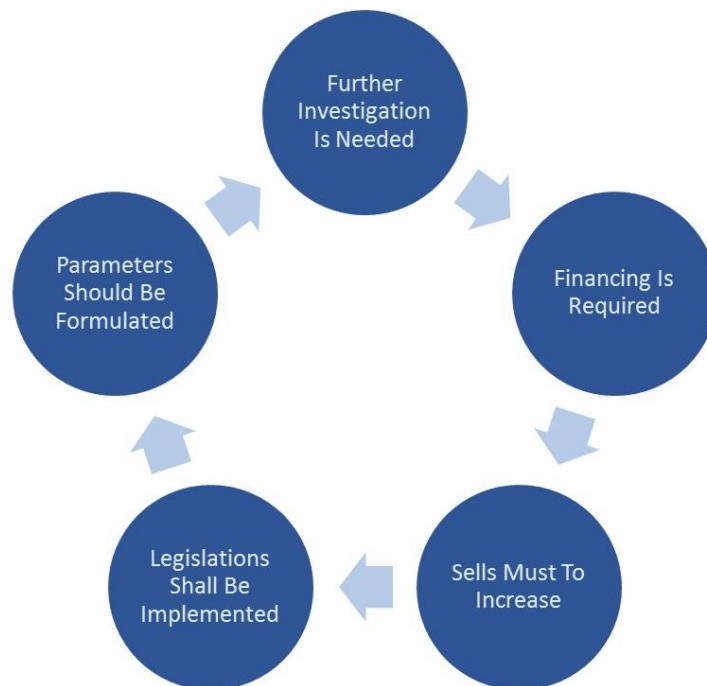 Further
Investigation
Is Needed
Financing Is
Required
Sells Must To
Increase
Legislations
Shall Be
Implemented
Parameters
Should Be
Formulated